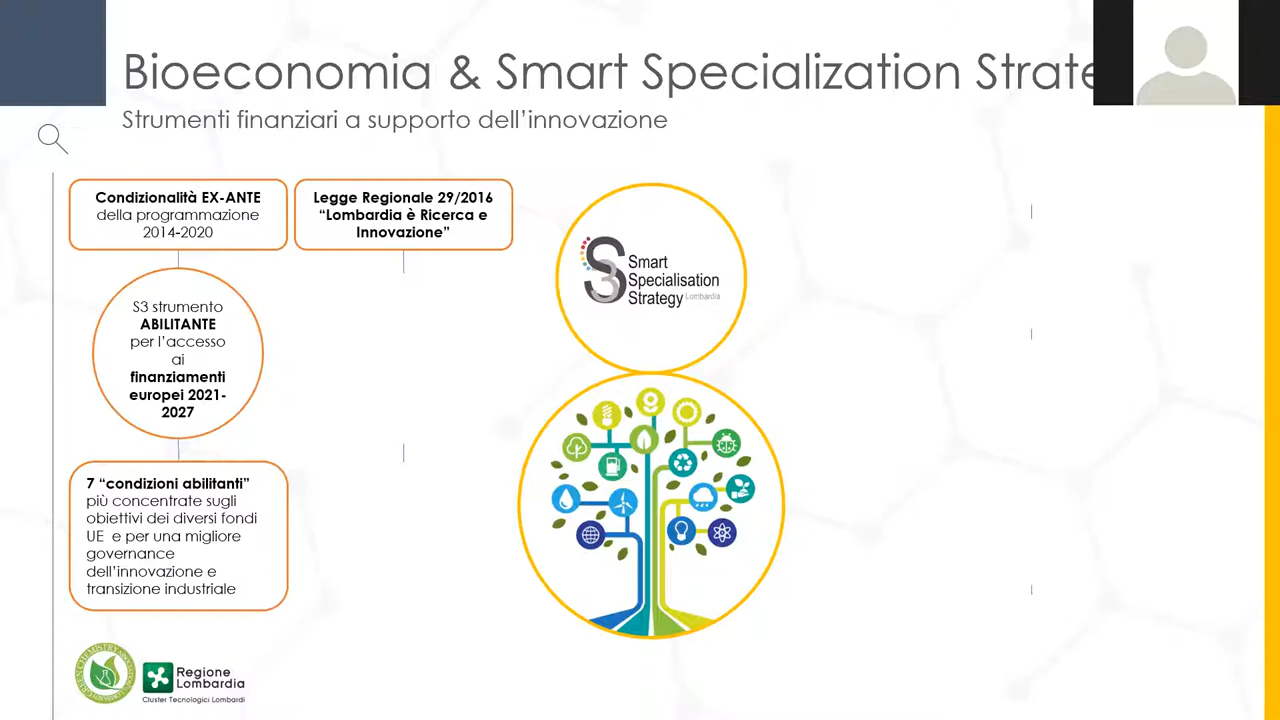 Bioeconomia & Smart Specialization Strate
Strumenti finanziari a supporto dell'innovazione
Condizionalità EX-ANTE
della programmazione
2014-2020
Legge Regionale 29/2016
“Lombardia è Ricerca e
Innovazione”
S3 strumento
ABILITANTE
per l'accesso
ai
finanziamenti
europei 2021-
2027
7 “condizioni abilitanti”
più concentrate sugli
obiettivi dei diversi fondi
UE e per una migliore
governance
dell'innovazione e
transizione industriale
S3
Smart
Specialisation
Strategy Lombardia
Regione
Lombardia
Cluster Tecnologici Lombardi